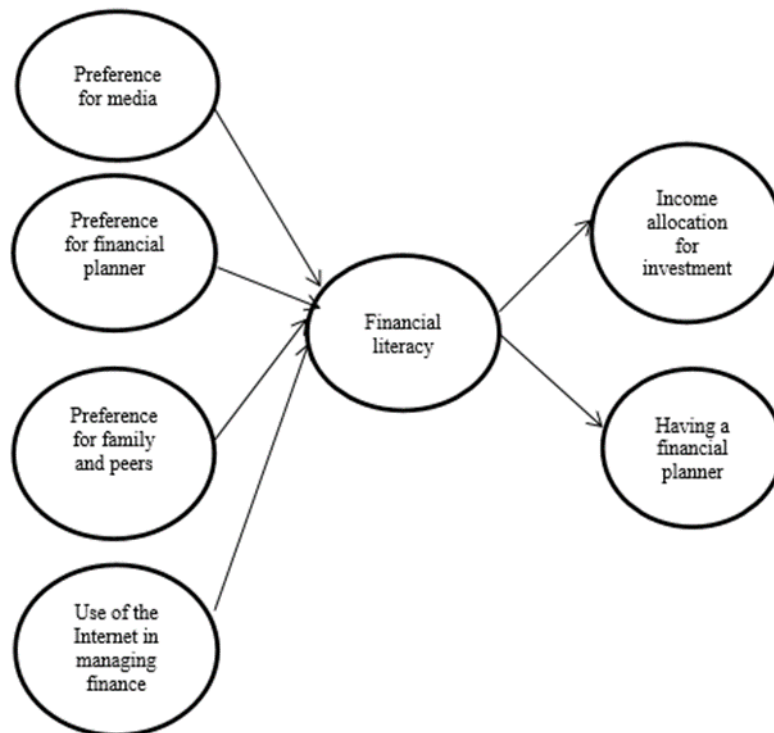 Preference
for media
Preference
for financial
planner
Preference
for family
and peers
Use of the
Internet in
managing
finance
Financial
literacy
Income
allocation
for
investment
Having a
financial
planner